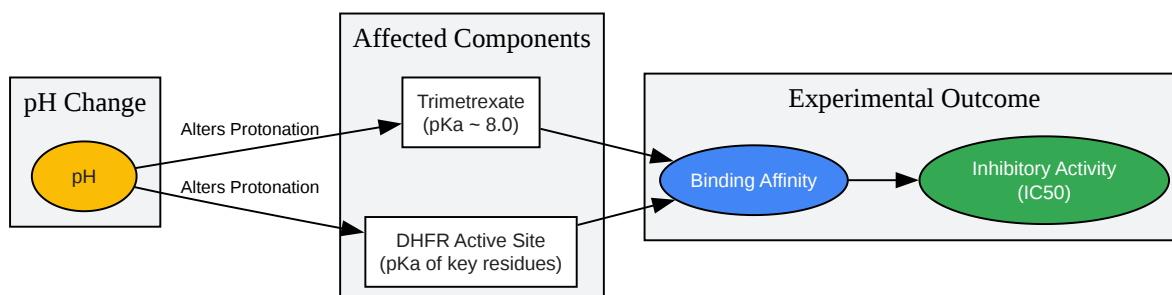 pH Change
pH
Alters Protonation
Alters Protonation
Affected Components
Trimetrexate
(pKa ~ 8.0)
DHFR Active Site
(pKa of key residues)
Experimental Outcome
Binding Affinity
Inhibitory Activity
(IC50)